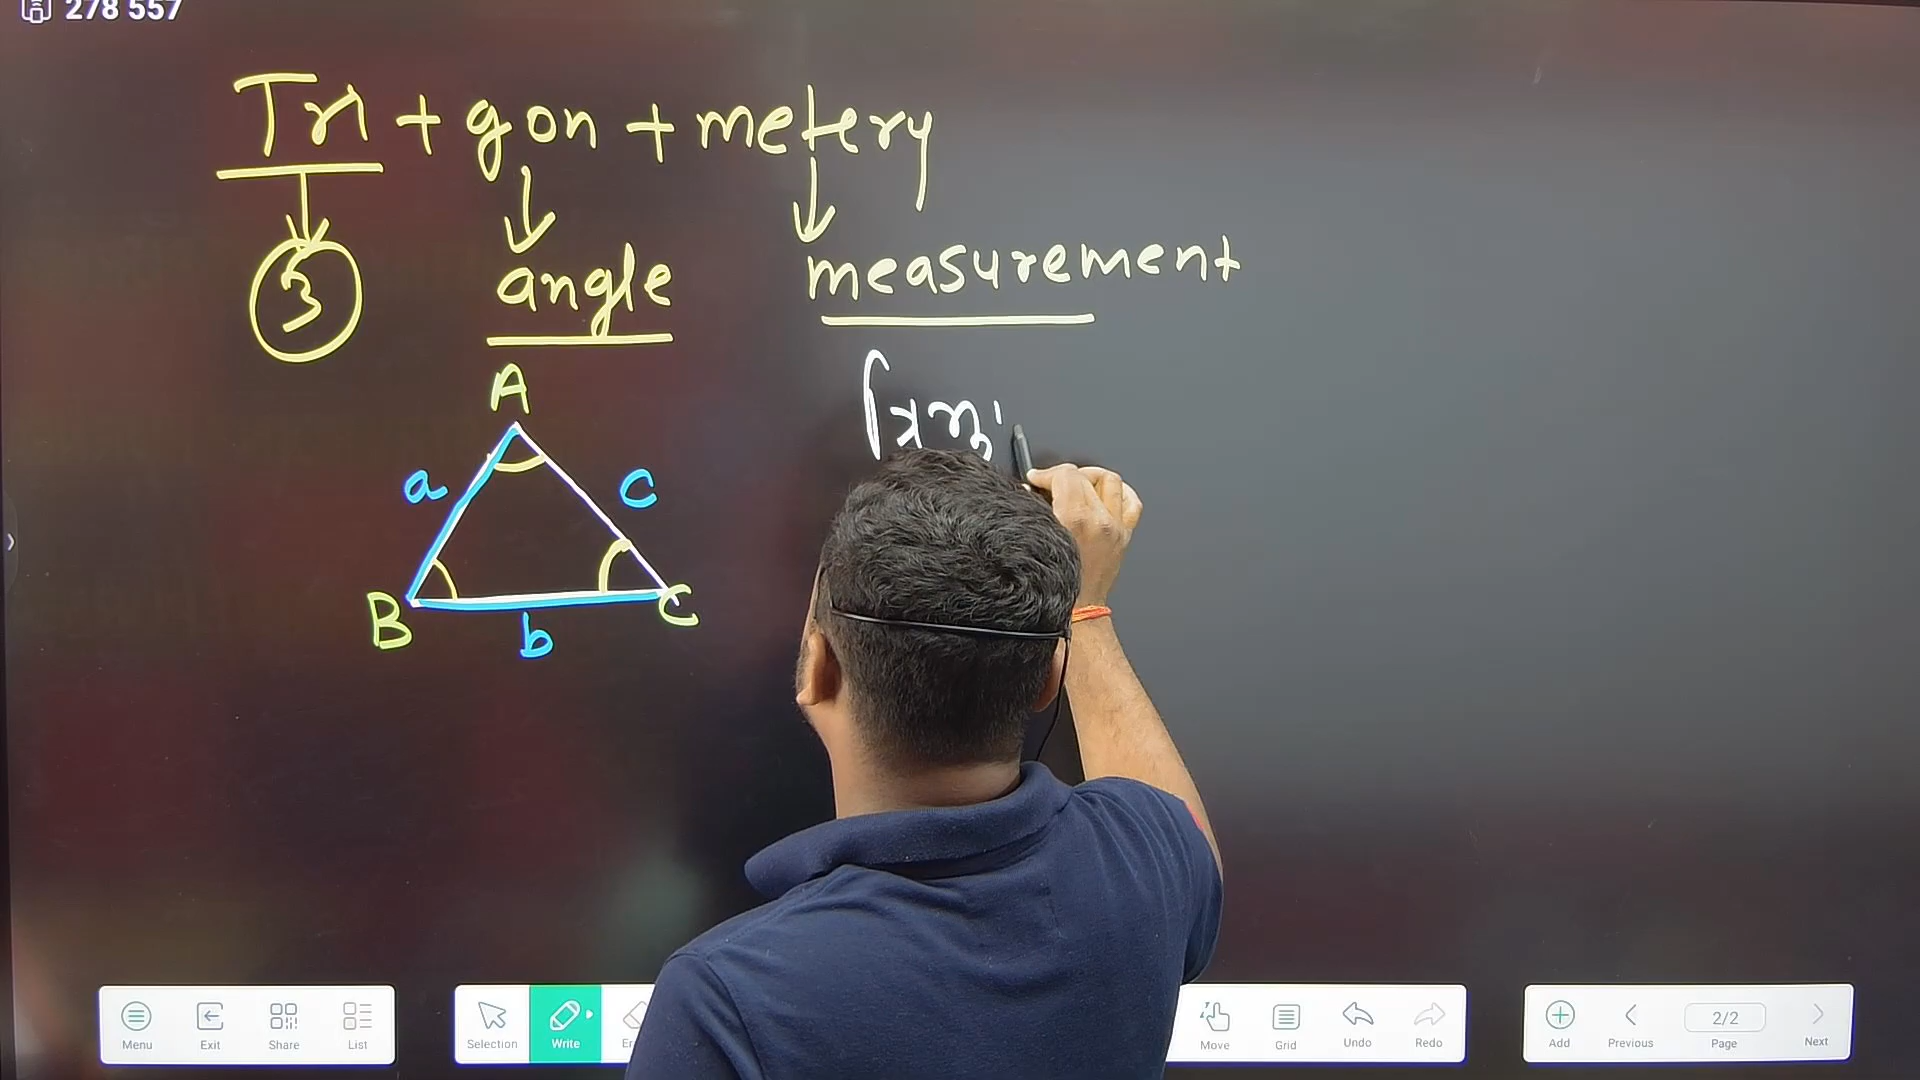 278 557
Tri + gon + metery
3
angle
measurement
A
a
c
B
b
C
Menu
Exit
Share
List
Selection
Write
Move
Grid
Undo
Redo
Add
Previous
2/2
Page
Next